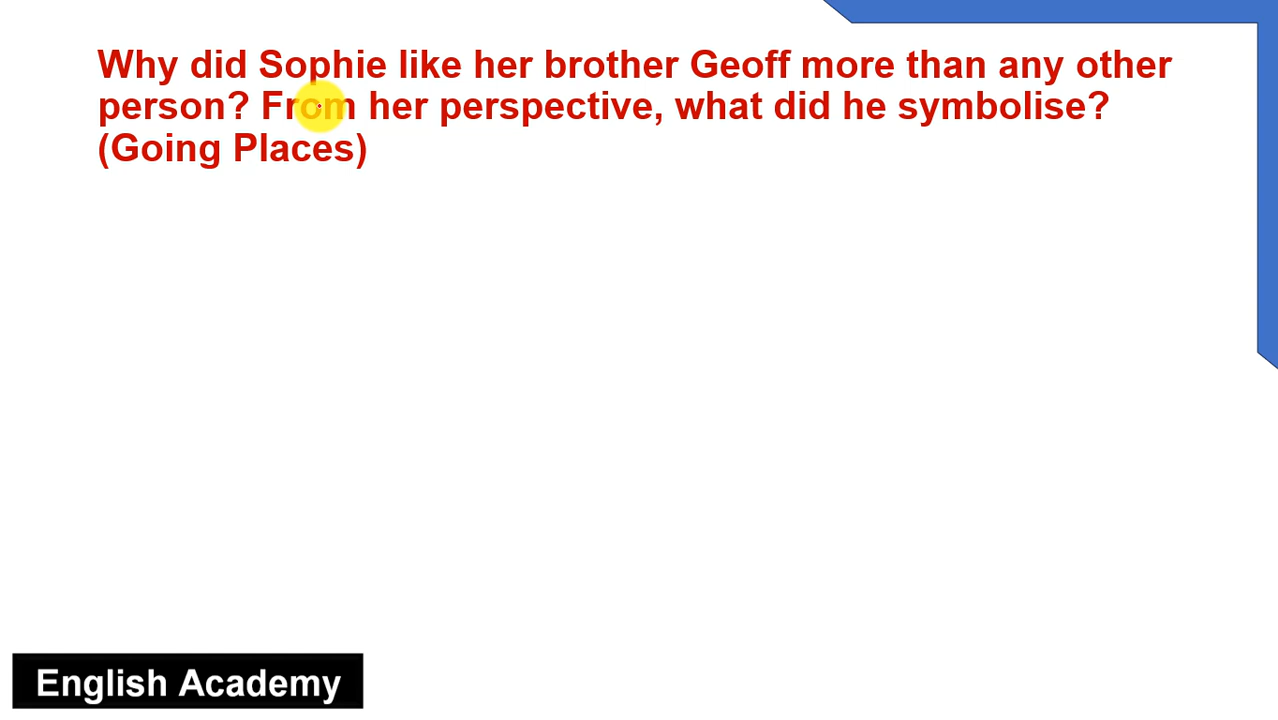 Why did Sophie like her brother Geoff more than any other
person? From her perspective, what did he symbolise?
(Going Places)
English Academy